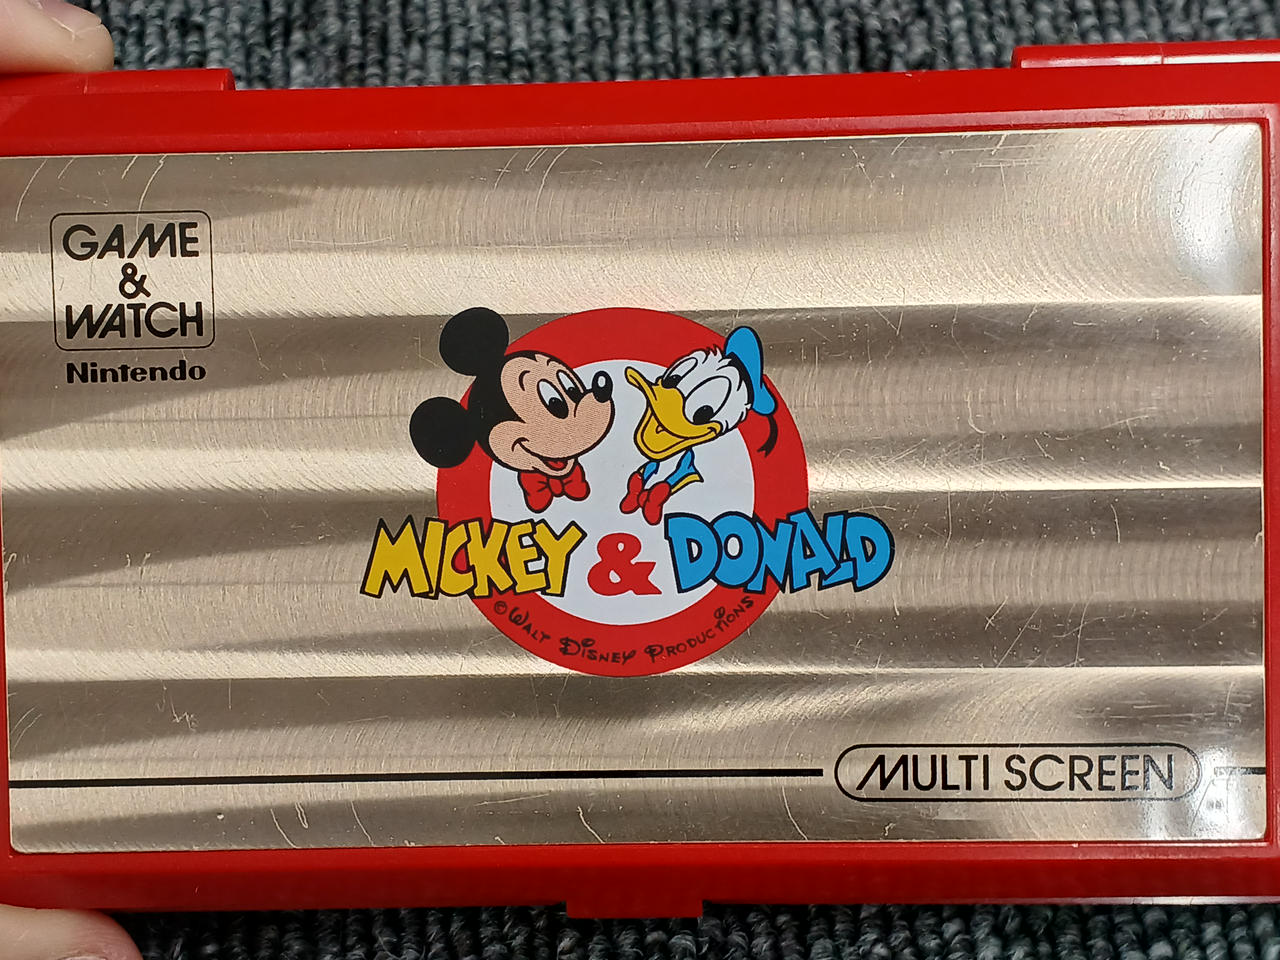 GAME
&
WATCH
Nintendo
MICKEY & DONALD
© WALT DISNEY PRODUCTIONS
MULTI SCREEN